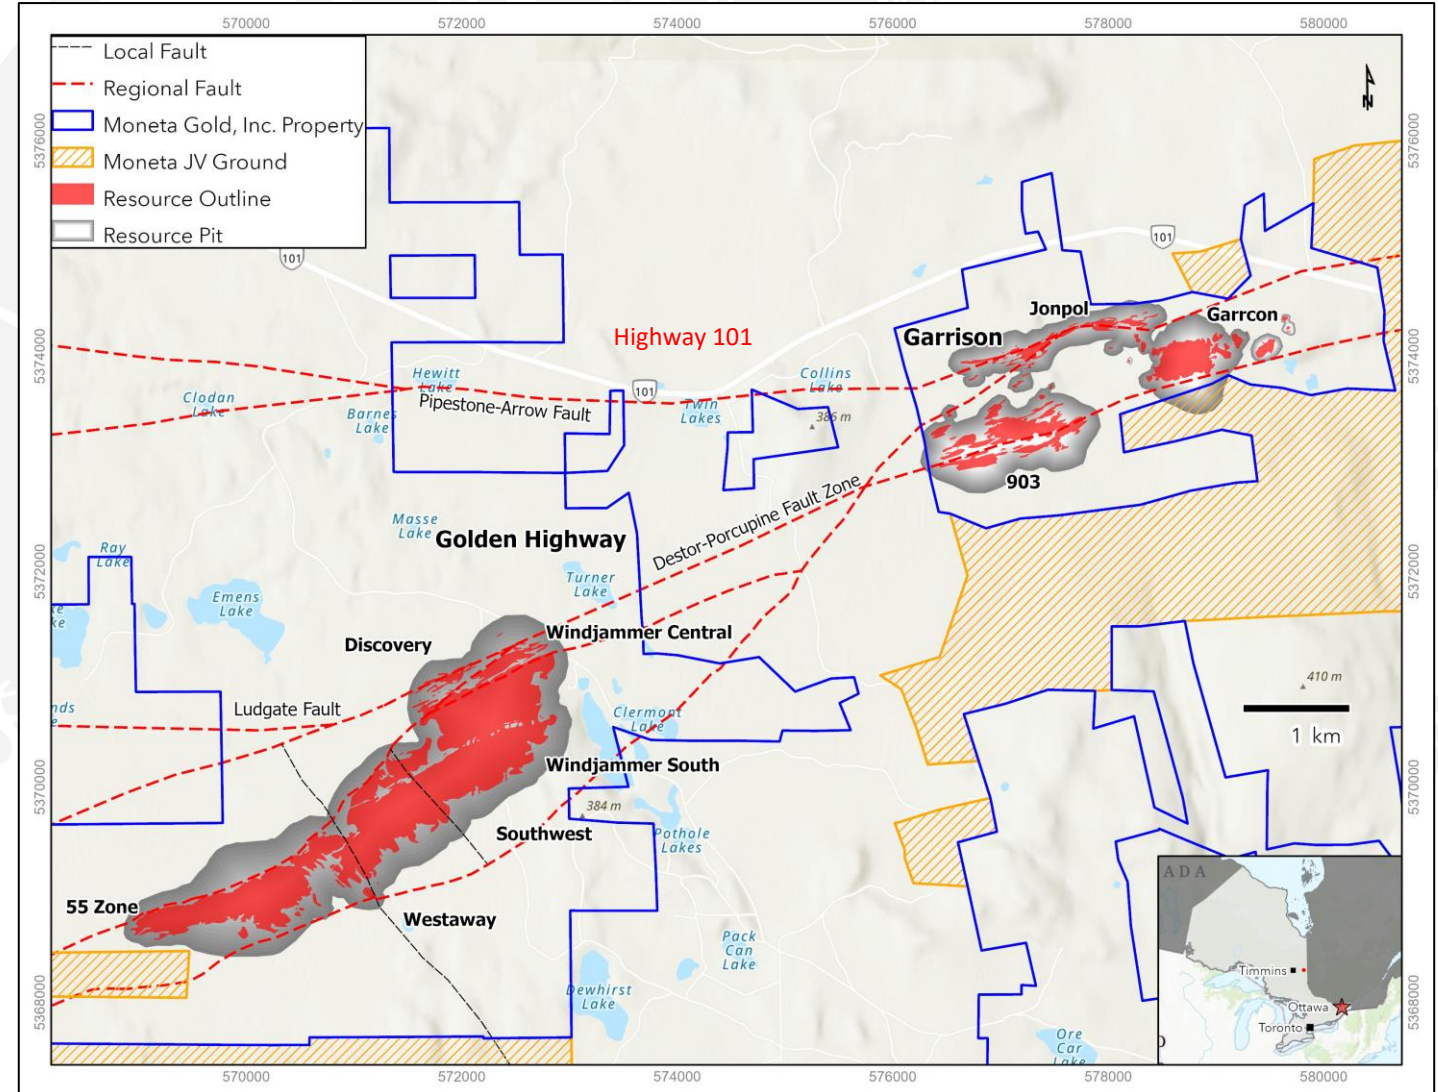 570000
572000
574000
576000
578000
580000
Local Fault
Regional Fault
Moneta Gold, Inc. Property
Moneta JV Ground
Resource Outline
Resource Pit
N
5376000
5376000
101
101
Jonpol
Garrcon
Garrison
Highway 101
5374000
5374000
Hewitt
Lake
Collins
Lake
101
Clodan
Lake
Barnes
Lake
Pipestone-Arrow Fault
Twin
Lakes
386 m
903
Destor-Porcupine Fault Zone
Masse
Lake
Golden Highway
5372000
5372000
Ray
Lake
Turner
Lake
Emens
Lake
ke
Discovery
Windjammer Central
410 m
Ludgate Fault
nds
Clermont
Lake
1 km
5370000
5370000
Windjammer South
384 m
Southwest
Pothole
Lakes
55 Zone
Westaway
ADA
Pack
Can
Lake
Timmins
Dewhirst
Lake
5368000
5368000
Ottawa
Toronto
Ore
Car
Lake
570000
572000
574000
576000
578000
580000